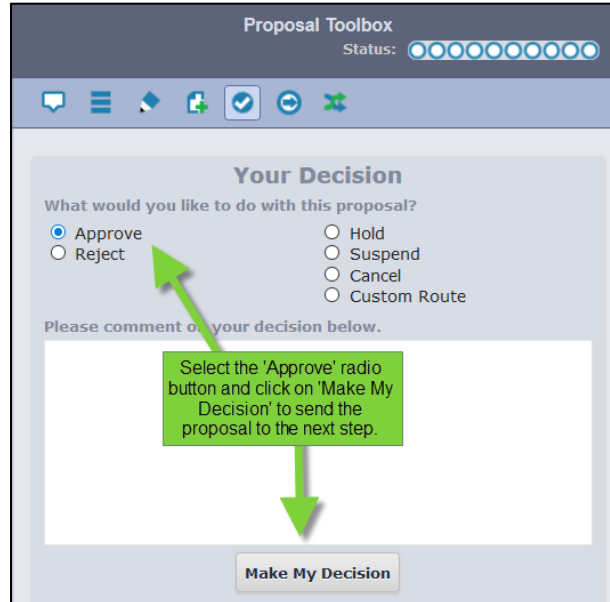 Proposal Toolbox
Status:
Your Decision
What would you like to do with this proposal?
Approve
Hold
Reject
Suspend
Cancel
Custom Route
Please comment on your decision below.
Select the 'Approve' radio
button and click on 'Make My
Decision' to send the
proposal to the next step.
Make My Decision